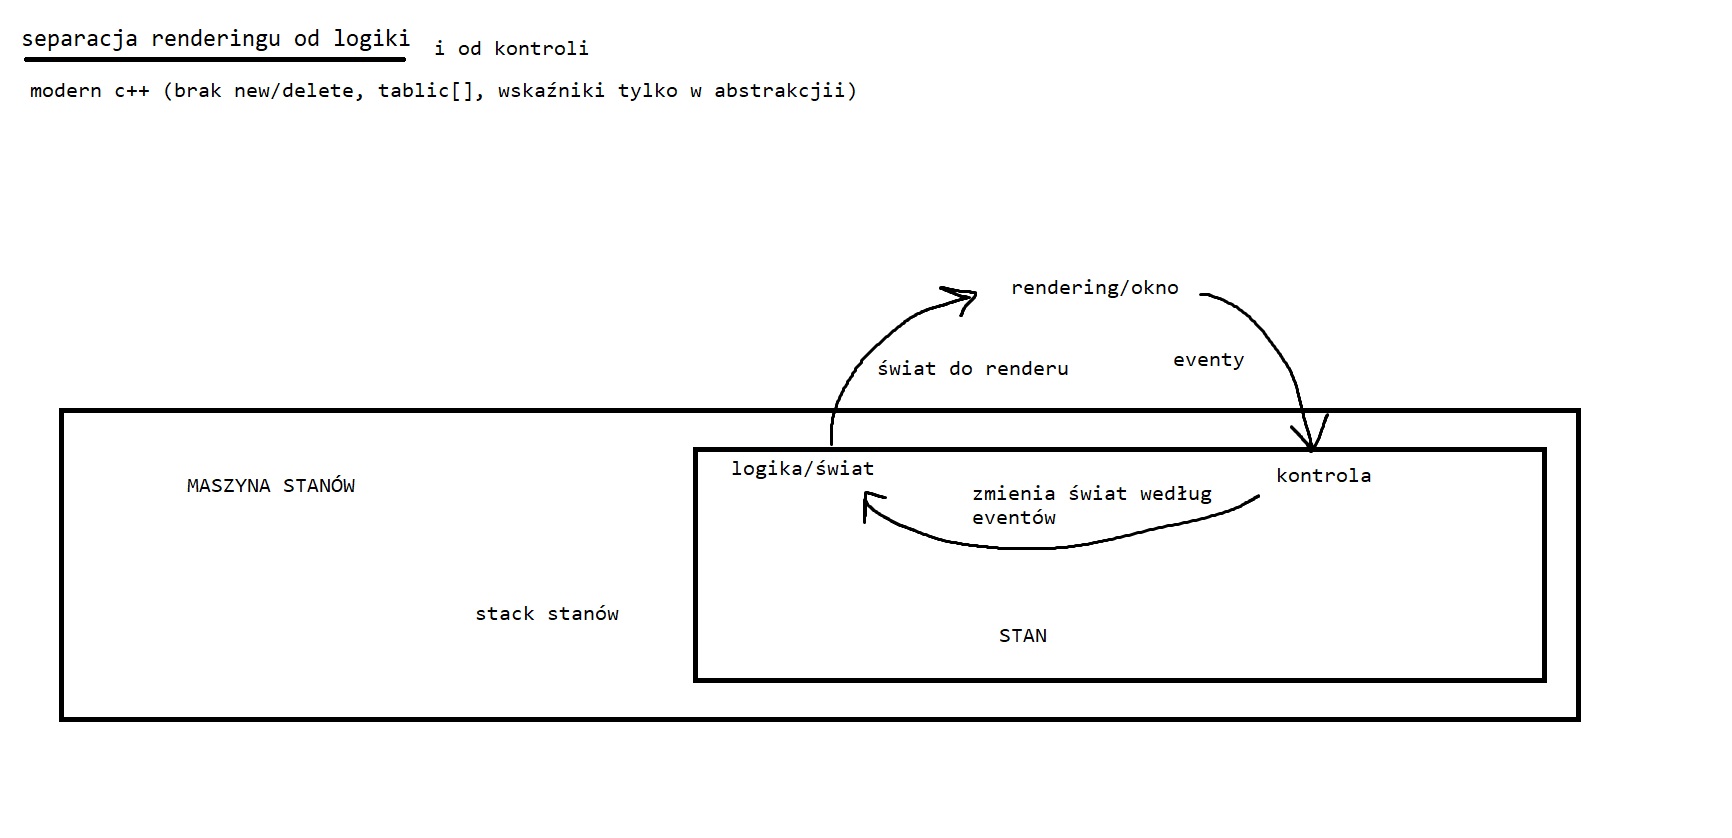 separacja renderingu od logiki i od kontroli
modern c++ (brak new/delete, tablic[], wskaźniki tylko w abstrakcjii)
rendering/okno
świat do renderu
eventy
MASZYNA STANÓW
stack stanów
logika/świat
kontrola
zmienia świat według
eventów
STAN